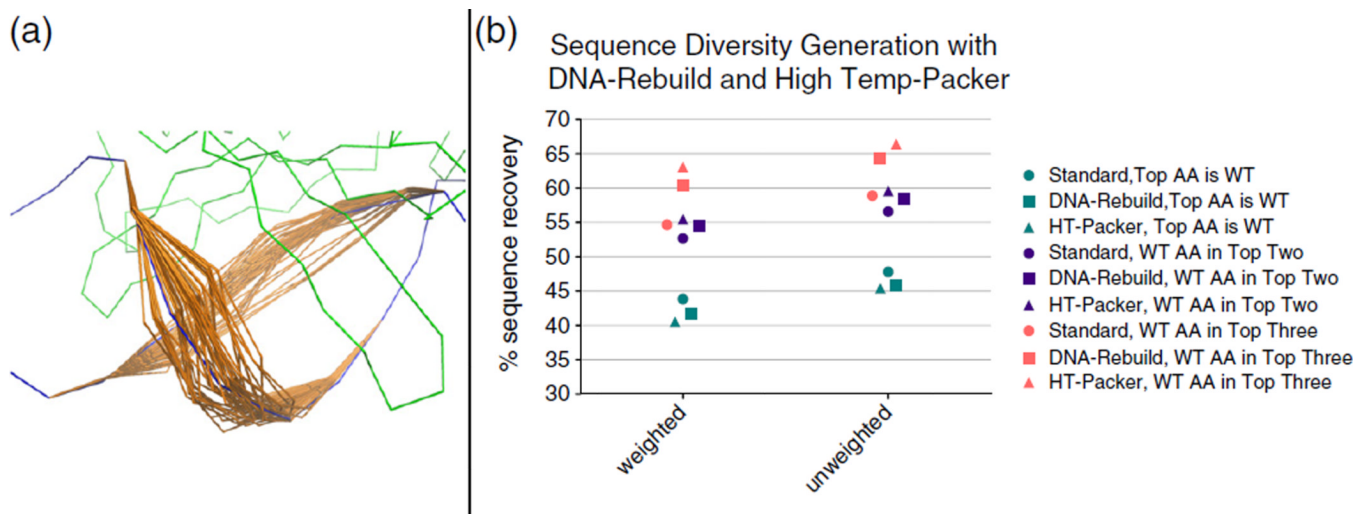 (a)
(b)
Sequence Diversity Generation with
DNA-Rebuild and High Temp-Packer
% sequence recovery
70
65
60
55
50
45
40
35
30
weighted
unweighted
Standard,Top AA is WT
DNA-Rebuild,Top AA is WT
HT-Packer, Top AA is WT
Standard, WT AA in Top Two
DNA-Rebuild, WT AA in Top Two
HT-Packer, WT AA in Top Two
Standard, WT AA in Top Three
DNA-Rebuild, WT AA in Top Three
HT-Packer, WT AA in Top Three